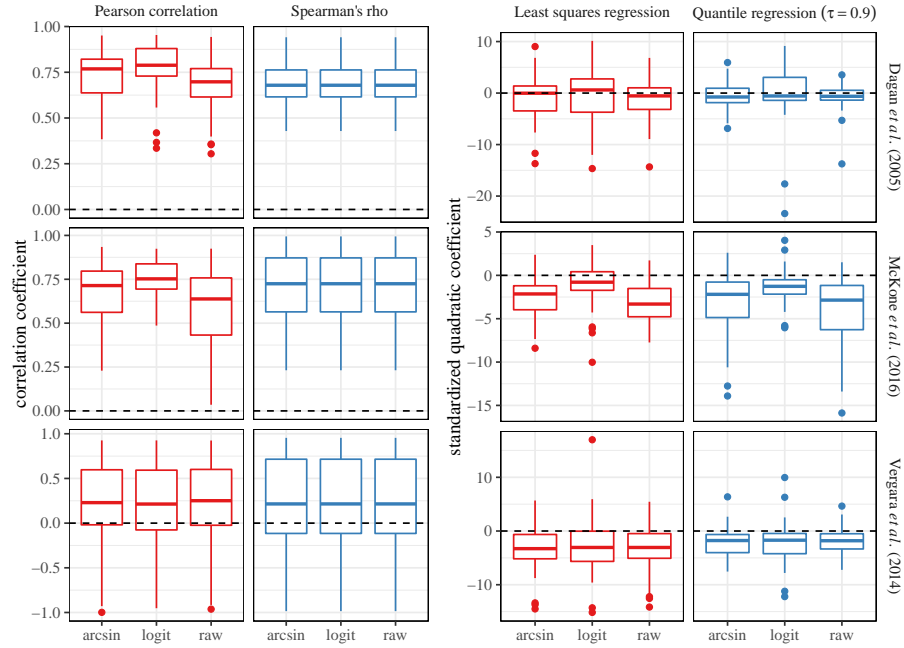 Pearson correlation
Spearman's rho
Least squares regression
Quantile regression (τ = 0.9)
correlation coefficient
1.00
0.75
0.50
0.25
0.00
1.00
0.75
0.50
0.25
0.00
1.0
0.5
0.0
−0.5
−1.0
arcsin
logit
raw
arcsin
logit
raw
standardized quadratic coefficient
10
0
−10
−20
5
0
−5
−10
−15
10
0
−10
arcsin
logit
raw
arcsin
logit
raw
Dagan et al. (2005)
McKone et al. (2016)
Vergara et al. (2014)